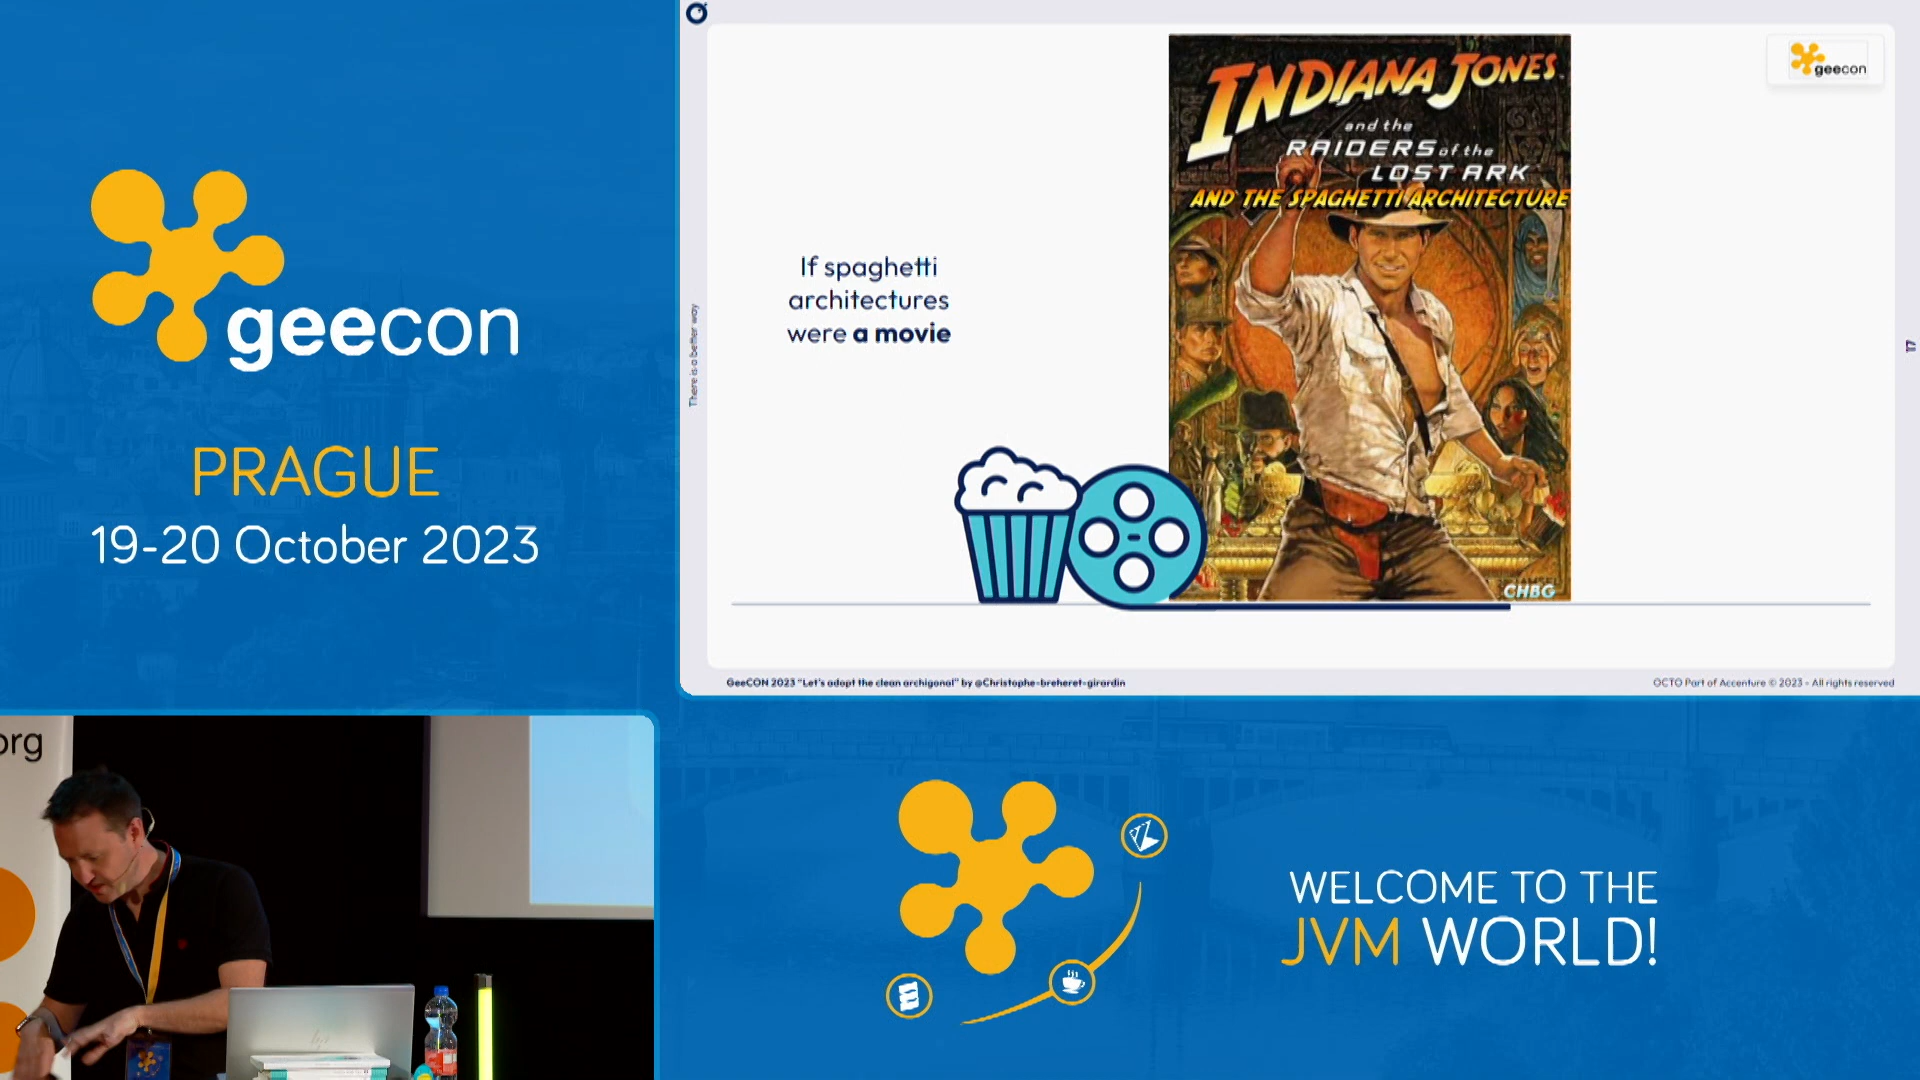 geecon
PRAGUE
19-20 October 2023
There is a better way
If spaghetti
architectures
were a movie
INDIANA JONES
and the
RAIDERS of the
LOST ARK
AND THE SPAGHETTI ARCHITECTURE
CHBG
geecon
17
GeeCON 2023 "Let's adopt the clean archigonal" by @Christophe-breheret-girardin
OCTO Part of Accenture © 2023 - All rights reserved
org
WELCOME TO THE
JVM WORLD!